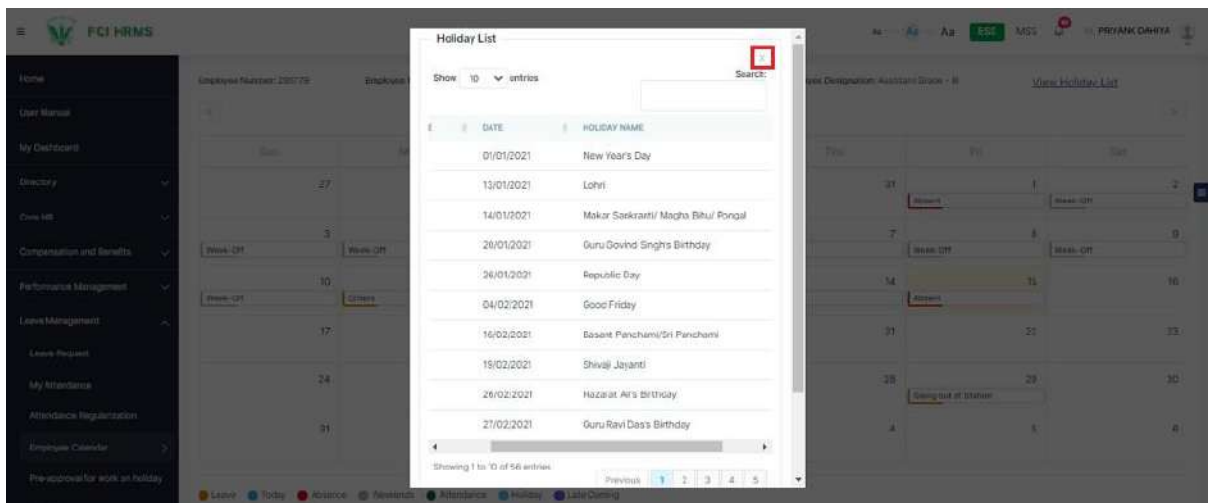 FCI HRMS
Aa Aa Aa ESS MSS PRIYANK DAHIYA
Home
User Manual
My Dashboard
Directory
Core HR
Compensation and Benefits
Performance Management
Leave Management
Leave Request
My Attendance
Attendance Regularization
Employee Calendar
Pre-approval for work an holiday
Employee Number:
Employee
View Holiday List
Sun
Fri
Sat
27
31 1 2
Absent Week-Off
3
7 8 9
Week-Off Week-Off
Week-Off Week-Off
10
14 15 16
Week-Off Others
Absent
17
21 22 23
24
28 29 30
Going out of Station
31
4 5 6
Leave Today Absence Weekends Attendance Holiday Late Coming
Holiday List
X
Show 10 entries
Search:
DATE HOLIDAY NAME
01/01/2021 New Year's Day
13/01/2021 Lohri
14/01/2021 Makar Sankranti/ Magha Bihu/ Pongal
20/01/2021 Guru Govind Singh's Birthday
26/01/2021 Republic Day
04/02/2021 Good Friday
16/02/2021 Basant Panchami/Sri Panchami
19/02/2021 Shivaji Jayanti
26/02/2021 Hazarat Ali's Birthday
27/02/2021 Guru Ravi Das's Birthday
Showing 1 to 10 of 56 entries
Previous 1 2 3 4 5